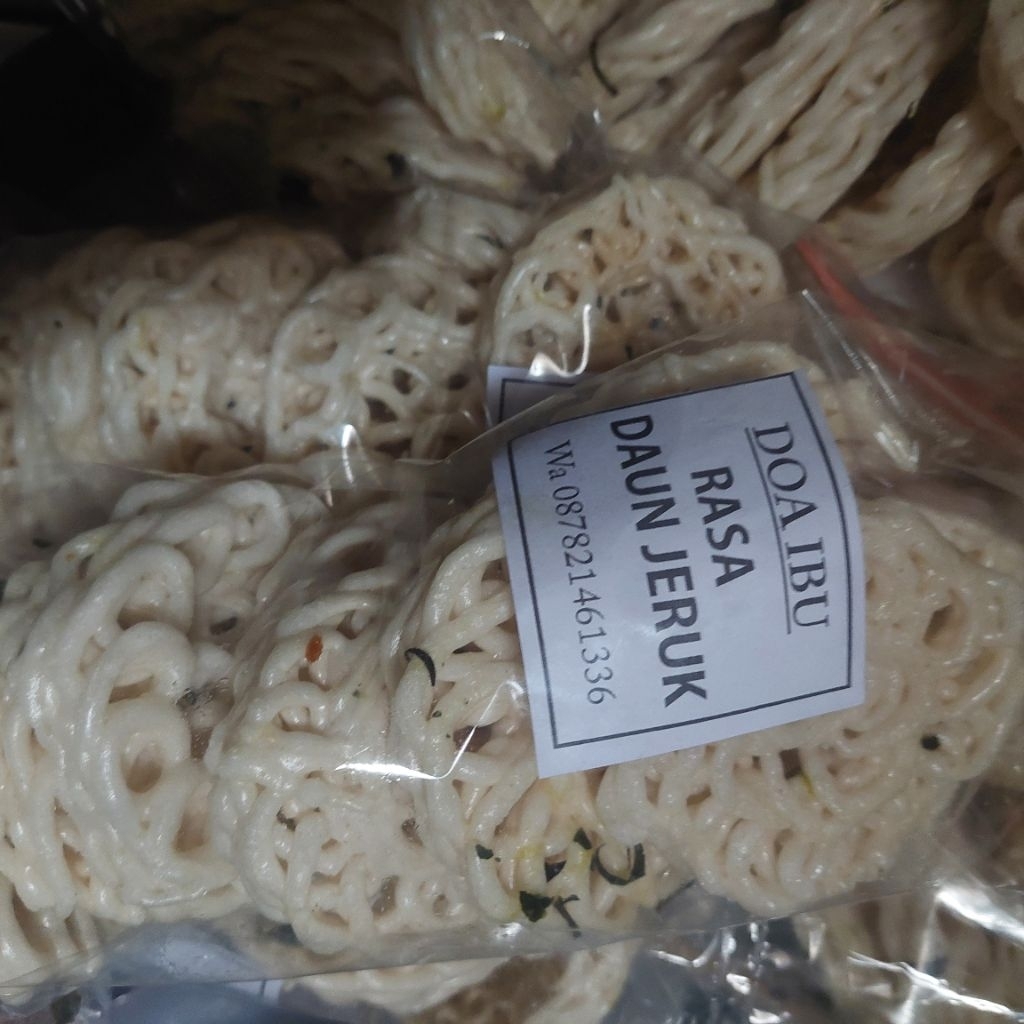 DOA IBU
RASA
DAUN JERUK
Wa 087821461336